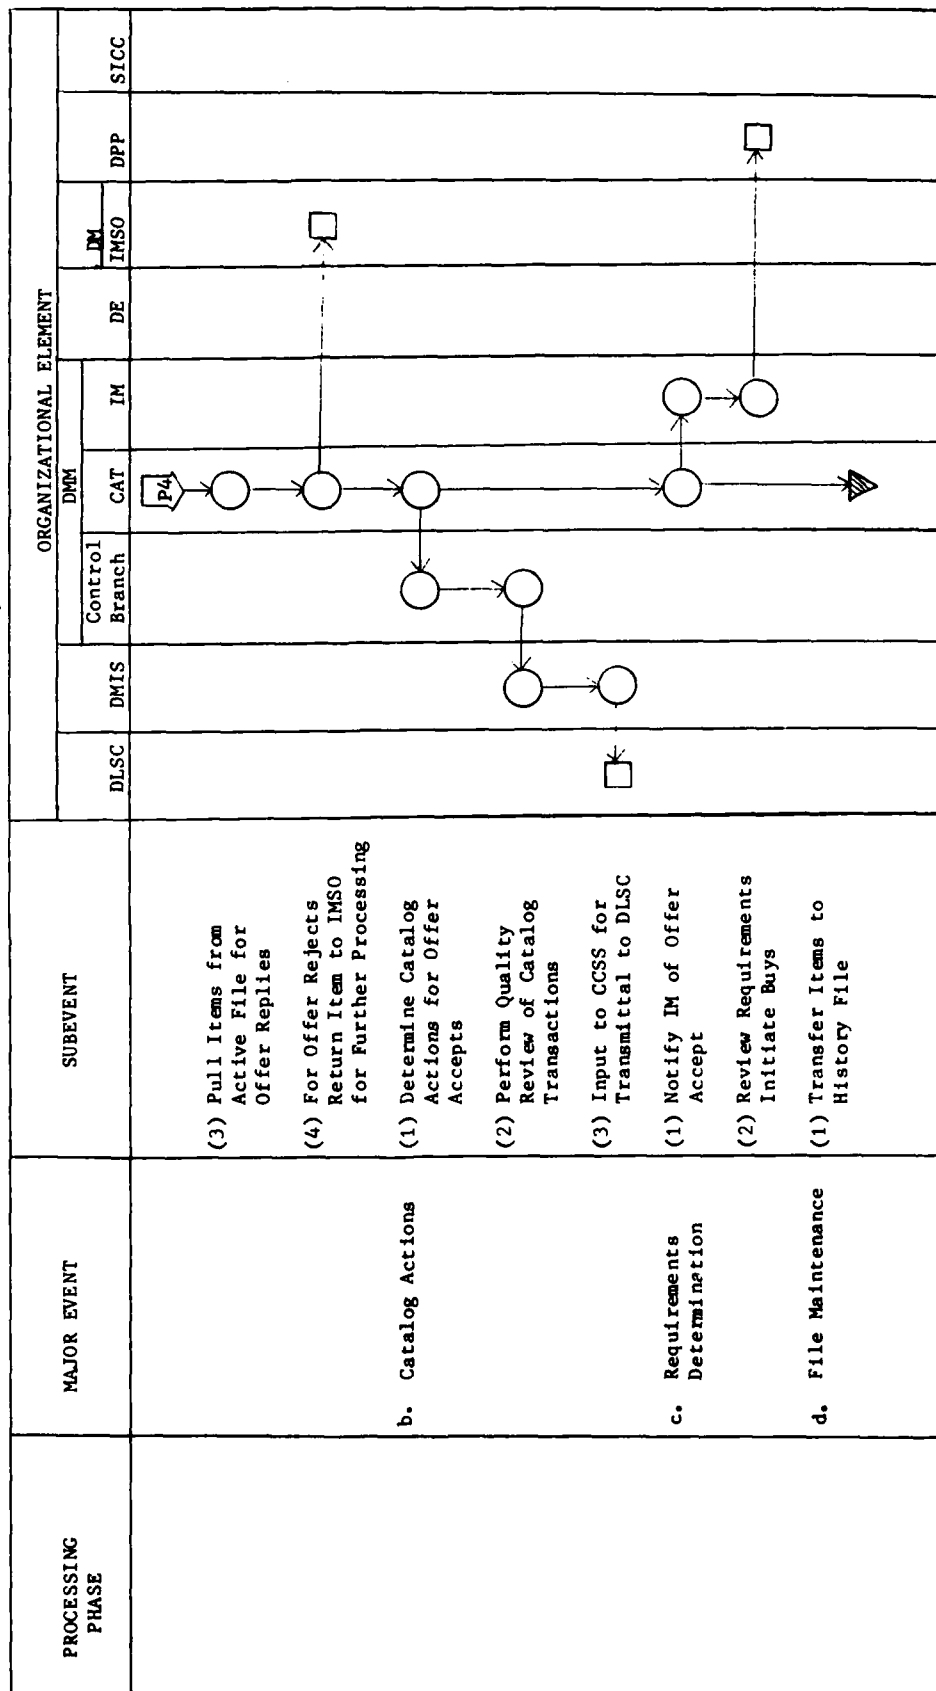 ORGANIZATIONAL ELEMENT
PROCESSING
PHASE
MAJOR EVENT
SUBEVENT
DLSC
DMIS
DMM
Control
Branch
CAT
IM
DE
DM
IMSO
DPP
SICC
P4
(3) Pull Items from
Active File for
Offer Replies
(4) For Offer Rejects
Return Item to IMSO
for Further Processing
b. Catalog Actions
(1) Determine Catalog
Actions for Offer
Accepts
(2) Perform Quality
Review of Catalog
Transactions
(3) Input to CCSS for
Transmittal to DLSC
c. Requirements
Determination
(1) Notify IM of Offer
Accept
(2) Review Requirements
Initiate Buys
d. File Maintenance
(1) Transfer Items to
History File